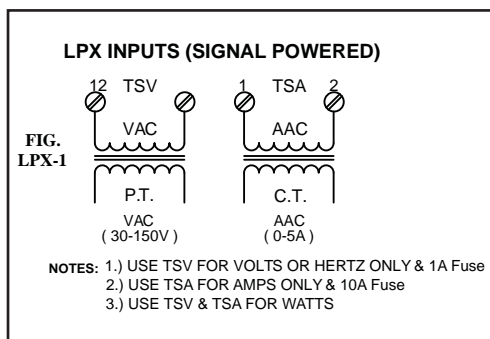 LPX INPUTS (SIGNAL POWERED)
12 TSV
1 TSA 2
VAC
AAC
FIG.
LPX-1
P.T.
C.T.
VAC
( 30-150V )
AAC
( 0-5A )
NOTES: 1.) USE TSV FOR VOLTS OR HERTZ ONLY & 1A Fuse
2.) USE TSA FOR AMPS ONLY & 10A Fuse
3.) USE TSV & TSA FOR WATTS